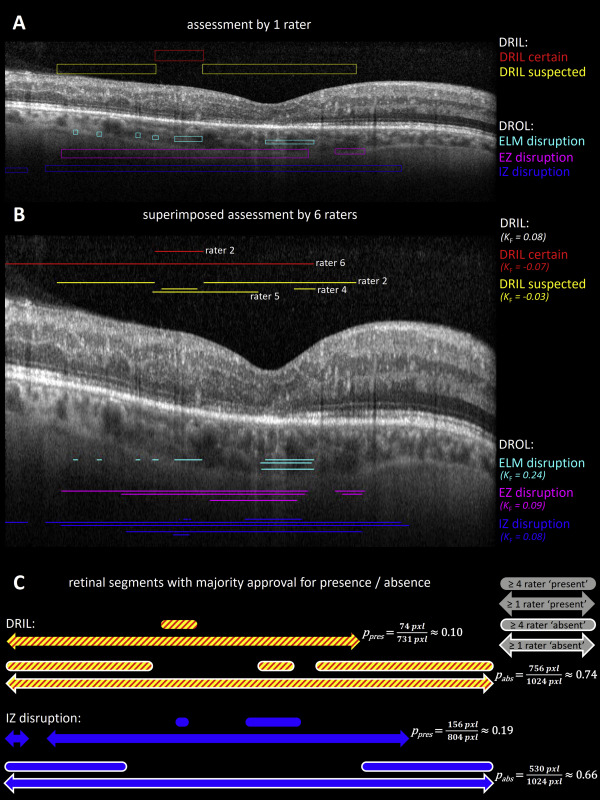 A
assessment by 1 rater
DRIL:
DRIL certain
DRIL suspected
DROL:
ELM disruption
EZ disruption
IZ disruption
B
superimposed assessment by 6 raters
DRIL:
(K_F = 0.08)
DRIL certain
(K_F = -0.07)
DRIL suspected
(K_F = -0.03)
rater 2
rater 6
rater 2
rater 4
rater 5
DROL:
ELM disruption
(K_F = 0.24)
EZ disruption
(K_F = 0.09)
IZ disruption
(K_F = 0.08)
C
retinal segments with majority approval for presence / absence
≥ 4 rater ‘present’
≥ 1 rater ‘present’
≥ 4 rater ‘absent’
≥ 1 rater ‘absent’
DRIL:
p_pres = 74 pxl / 731 pxl ≈ 0.10
p_abs = 756 pxl / 1024 pxl ≈ 0.74
IZ disruption:
p_pres = 156 pxl / 804 pxl ≈ 0.19
p_abs = 530 pxl / 1024 pxl ≈ 0.66